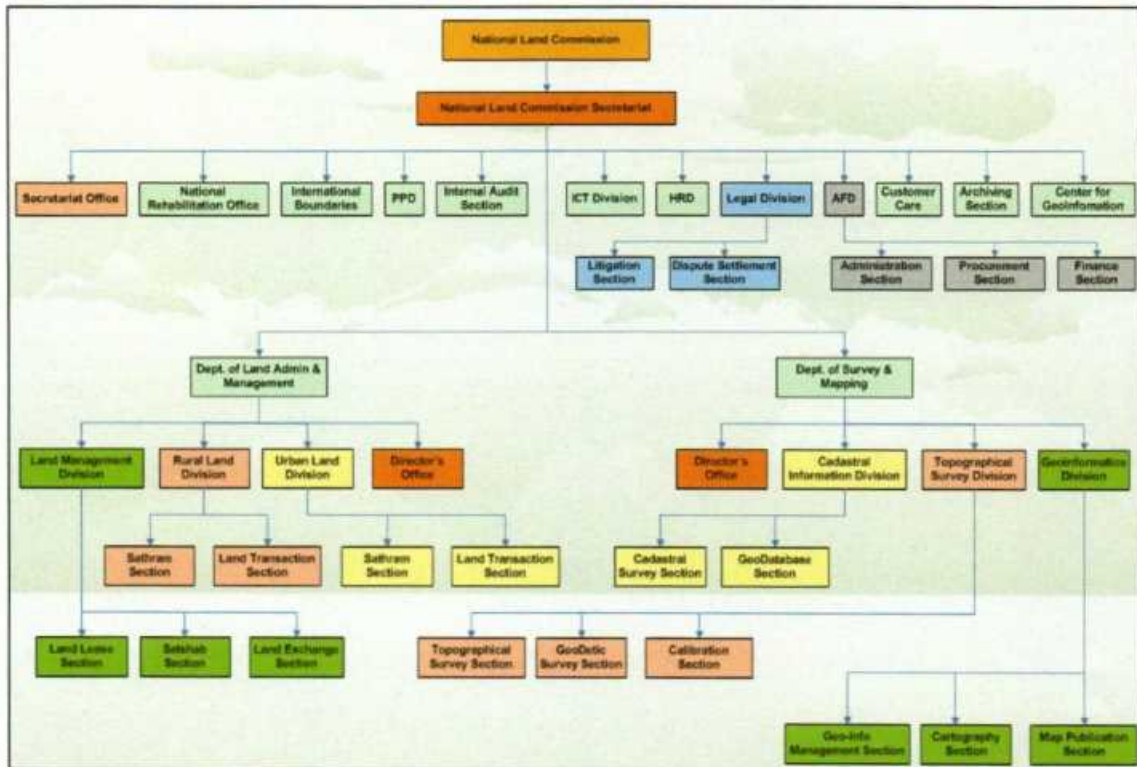 National Land Commission
National Land Commission Secretariat
Secretariat Office
National
Rehabilitation Office
International
Boundaries
PPD
Internal Audit
Section
ICT Division
HRD
Legal Division
AFD
Customer
Care
Archiving
Section
Center for
GeoInfomation
Litigation
Section
Dispute Settlement
Section
Administration
Section
Procurement
Section
Finance
Section
Dept. of Land Admin &
Management
Dept. of Survey &
Mapping
Land Management
Division
Rural Land
Division
Urban Land
Division
Director's
Office
Director's
Office
Cadastral
Information Division
Topographical
Survey Division
Geoinformatics
Division
Sathram
Section
Land Transaction
Section
Sathram
Section
Land Transaction
Section
Cadastral
Survey Section
GeoDatabase
Section
Land Lease
Section
Satshab
Section
Land Exchange
Section
Topographical
Survey Section
GeoDetic
Survey Section
Calibration
Section
Geo-Info
Management Section
Cartography
Section
Map Publication
Section